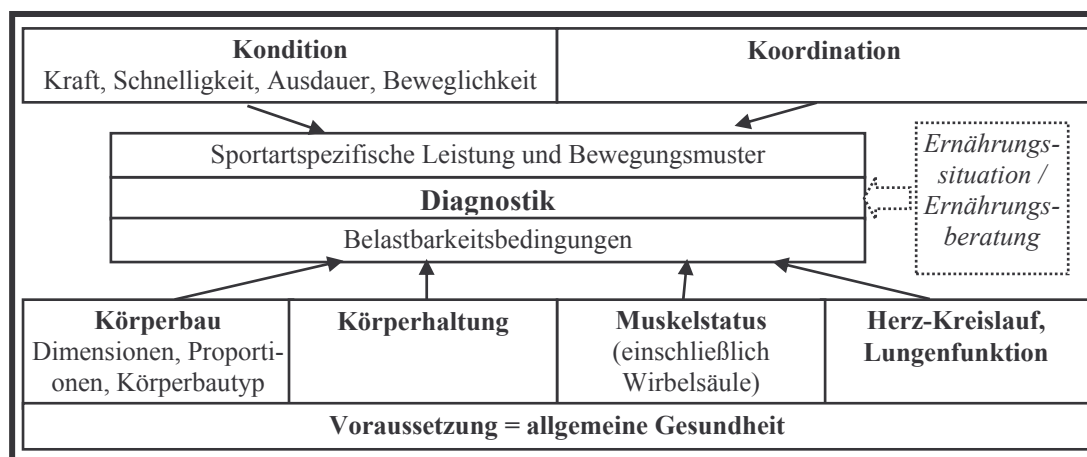 Kondition
Kraft, Schnelligkeit, Ausdauer, Beweglichkeit
Koordination
Sportartspezifische Leistung und Bewegungsmuster
Diagnostik
Belastbarkeitsbedingungen
Ernährungs-
situation /
Ernährungs-
beratung
Körperbau
Dimensionen, Proporti-
onen, Körperbautyp
Körperhaltung
Muskelstatus
(einschließlich
Wirbelsäule)
Herz-Kreislauf,
Lungenfunktion
Voraussetzung = allgemeine Gesundheit